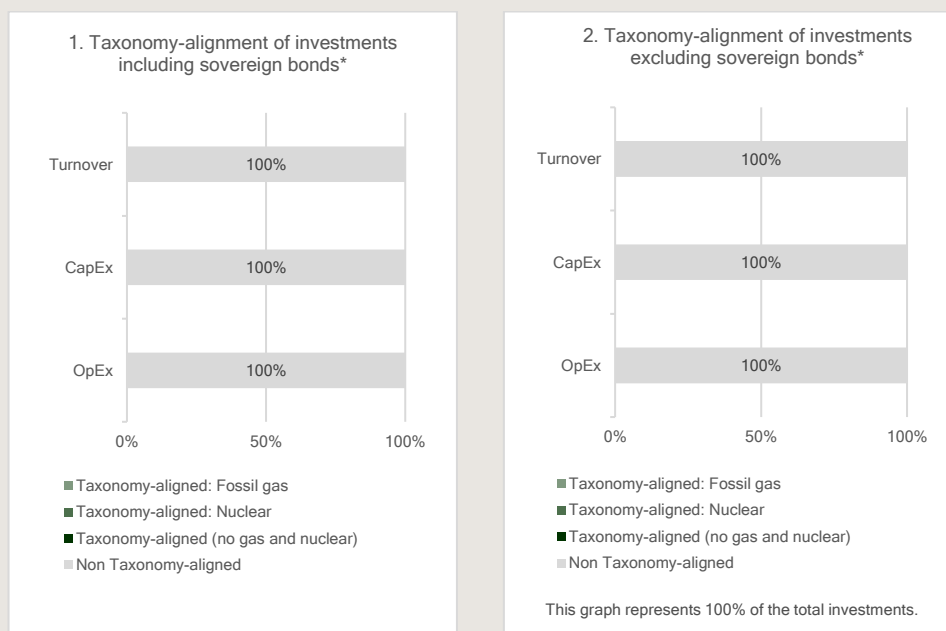 1. Taxonomy-alignment of investments
including sovereign bonds*
Turnover
100%
CapEx
100%
OpEx
100%
0%
50%
100%
Taxonomy-aligned: Fossil gas
Taxonomy-aligned: Nuclear
Taxonomy-aligned (no gas and nuclear)
Non Taxonomy-aligned
2. Taxonomy-alignment of investments
excluding sovereign bonds*
Turnover
100%
CapEx
100%
OpEx
100%
0%
50%
100%
Taxonomy-aligned: Fossil gas
Taxonomy-aligned: Nuclear
Taxonomy-aligned (no gas and nuclear)
Non Taxonomy-aligned
This graph represents 100% of the total investments.